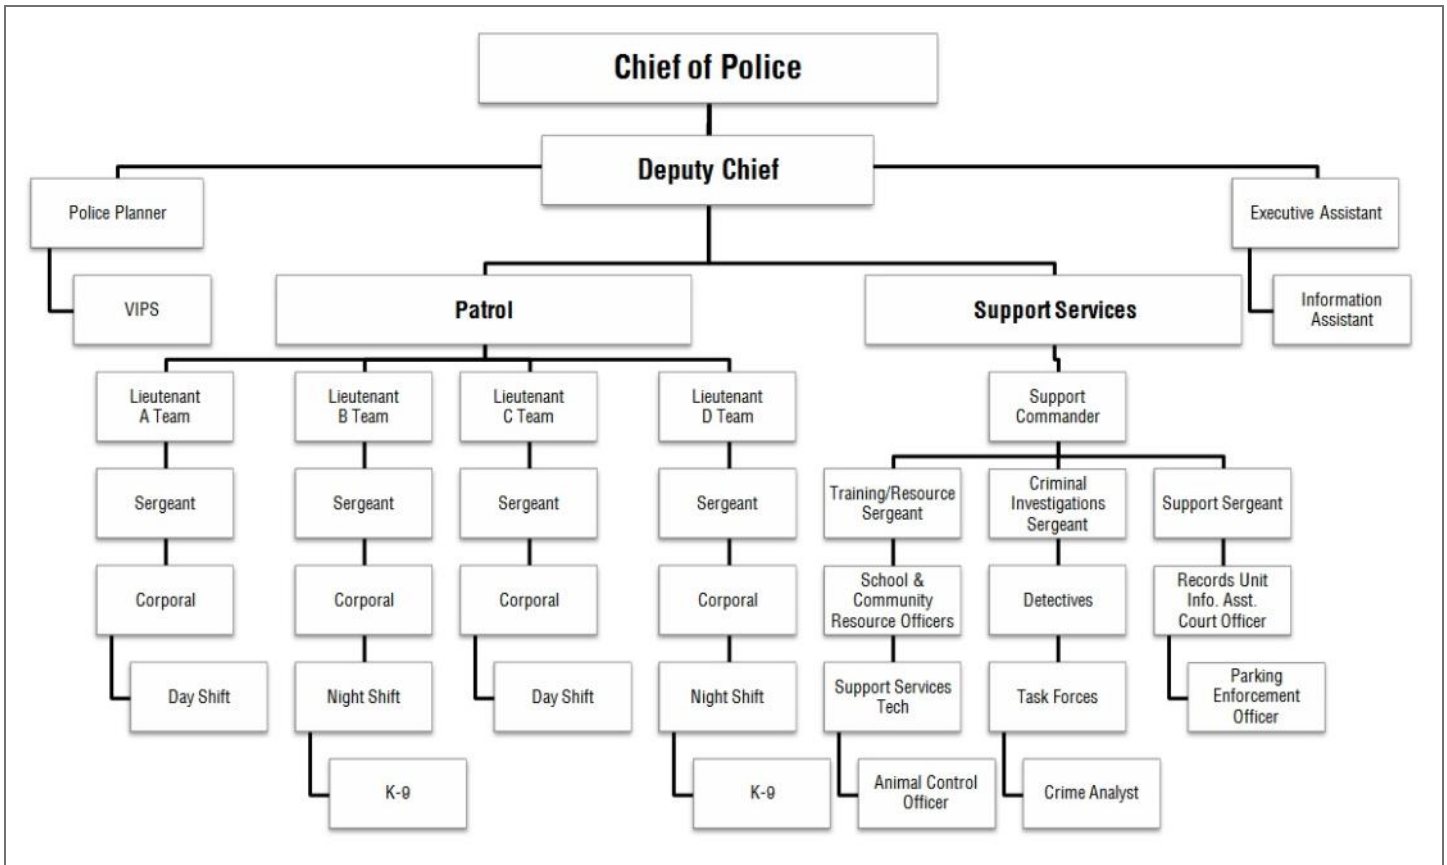 Chief of Police
Deputy Chief
Police Planner
Executive Assistant
VIPS
Patrol
Support Services
Information
Assistant
Lieutenant
A Team
Lieutenant
B Team
Lieutenant
C Team
Lieutenant
D Team
Support
Commander
Sergeant
Sergeant
Sergeant
Sergeant
Training/Resource
Sergeant
Criminal
Investigations
Sergeant
Support Sergeant
Corporal
Corporal
Corporal
Corporal
School &
Community
Resource Officers
Detectives
Records Unit
Info. Asst.
Court Officer
Day Shift
Night Shift
Day Shift
Night Shift
Support Services
Tech
Task Forces
Parking
Enforcement
Officer
K-9
K-9
Animal Control
Officer
Crime Analyst